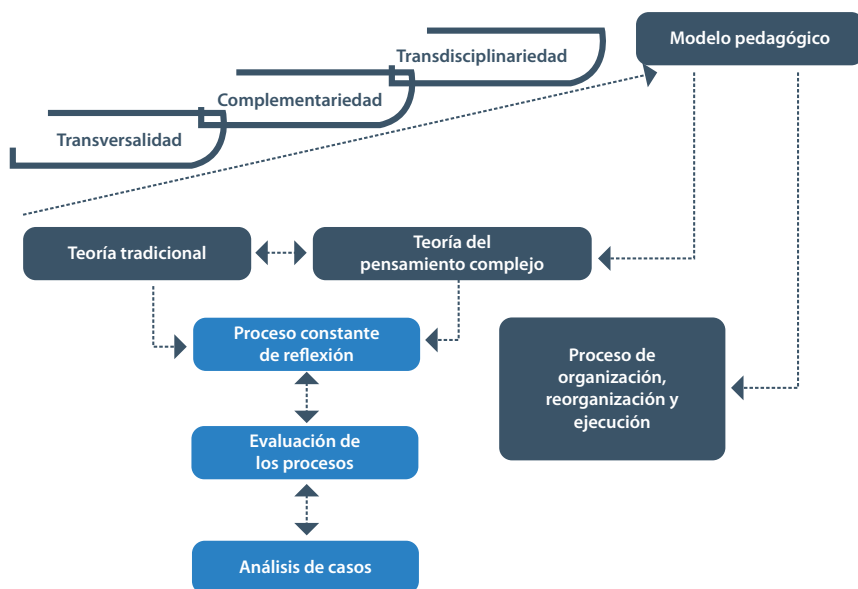 Transdisciplinariedad
Modelo pedagógico
Complementariedad
Transversalidad
Teoría tradicional
Teoría del
pensamiento complejo
Proceso constante
de reflexión
Proceso de
organización,
reorganización y
ejecución
Evaluación de
los procesos
Análisis de casos